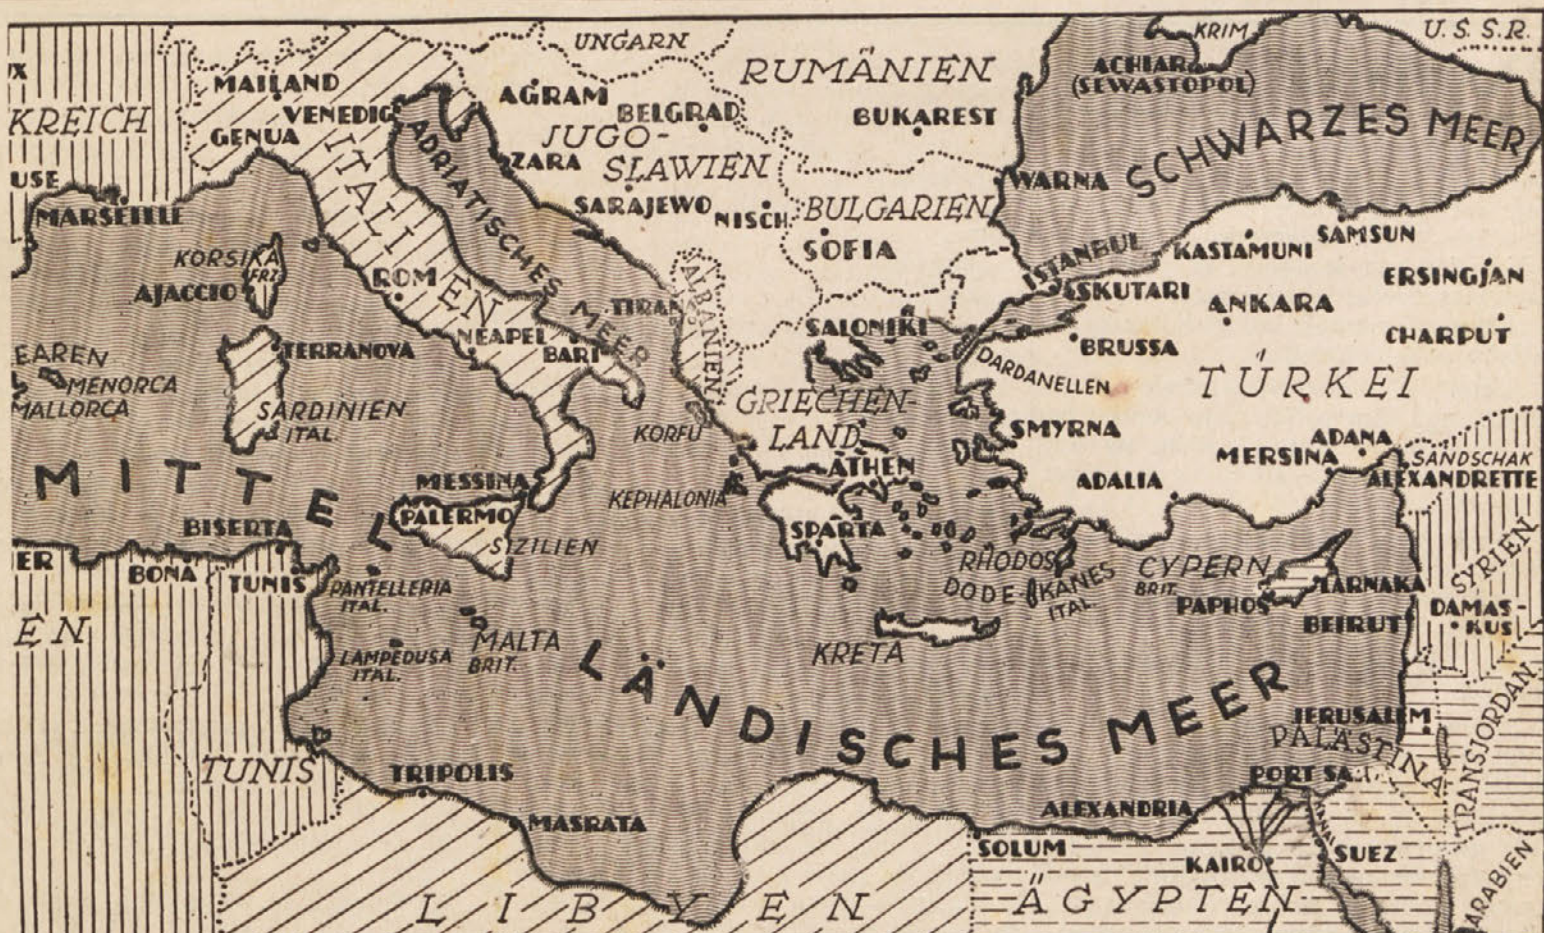 UNGARN
KRIM
U.S.S.R.
RUMÄNIEN
ACHIAR
(SEWASTOPOL)
MAILAND
AGRAM
BELGRAD
BUKAREST
KREICH
VENEDIG
GENUA
JUGO-
SLAWIEN
ZARA
SCHWARZES MEER
ITALIEN
ADRIATISCHES MEER
USE
MARSEILLE
SARAJEWO
NISCH
BULGARIEN
WARNA
SOFIA
KORSIKA
FRZ.
AJACCIO
ROM
TIRANA
ALBANIEN
ISTANBUL
SKUTARI
KASTAMUNI
SAMSUN
ERSINGJAN
ANKARA
CHARPUT
SALONIKI
BRUSSA
DARDANELLEN
TÜRKEI
NEAPEL
BARI
TERRANOVA
EAREN
MENORCA
MALLORCA
SARDINIEN
ITAL.
KORFU
GRIECHEN-
LAND
SMYRNA
ADANA
MERSINA
SANDSCHAK
ALEXANDRETTE
ADALIA
MESSINA
KEPHALONIA
ATHEN
MITTEL
PALERMO
SIZILIEN
SPARTA
BISERTA
ER
BONA
TUNIS
PANTELLERIA
ITAL.
RHODOS
DODEKANES
ITAL.
CYPERN
BRIT.
PAPHOS
LARNAKA
SYRIEN
DAMAS-
KUS
BEIRUT
EN
MALTA
BRIT.
LAMPEDUSA
ITAL.
KRETA
LÄNDISCHES MEER
JERUSALEM
PALÄSTINA
TRANSJORDAN
TUNIS
TRIPOLIS
MASRATA
PORT SA
ALEXANDRIA
SOLUM
KAIRO
SUEZ
LIBYEN
ÄGYPTEN
ARABIEN